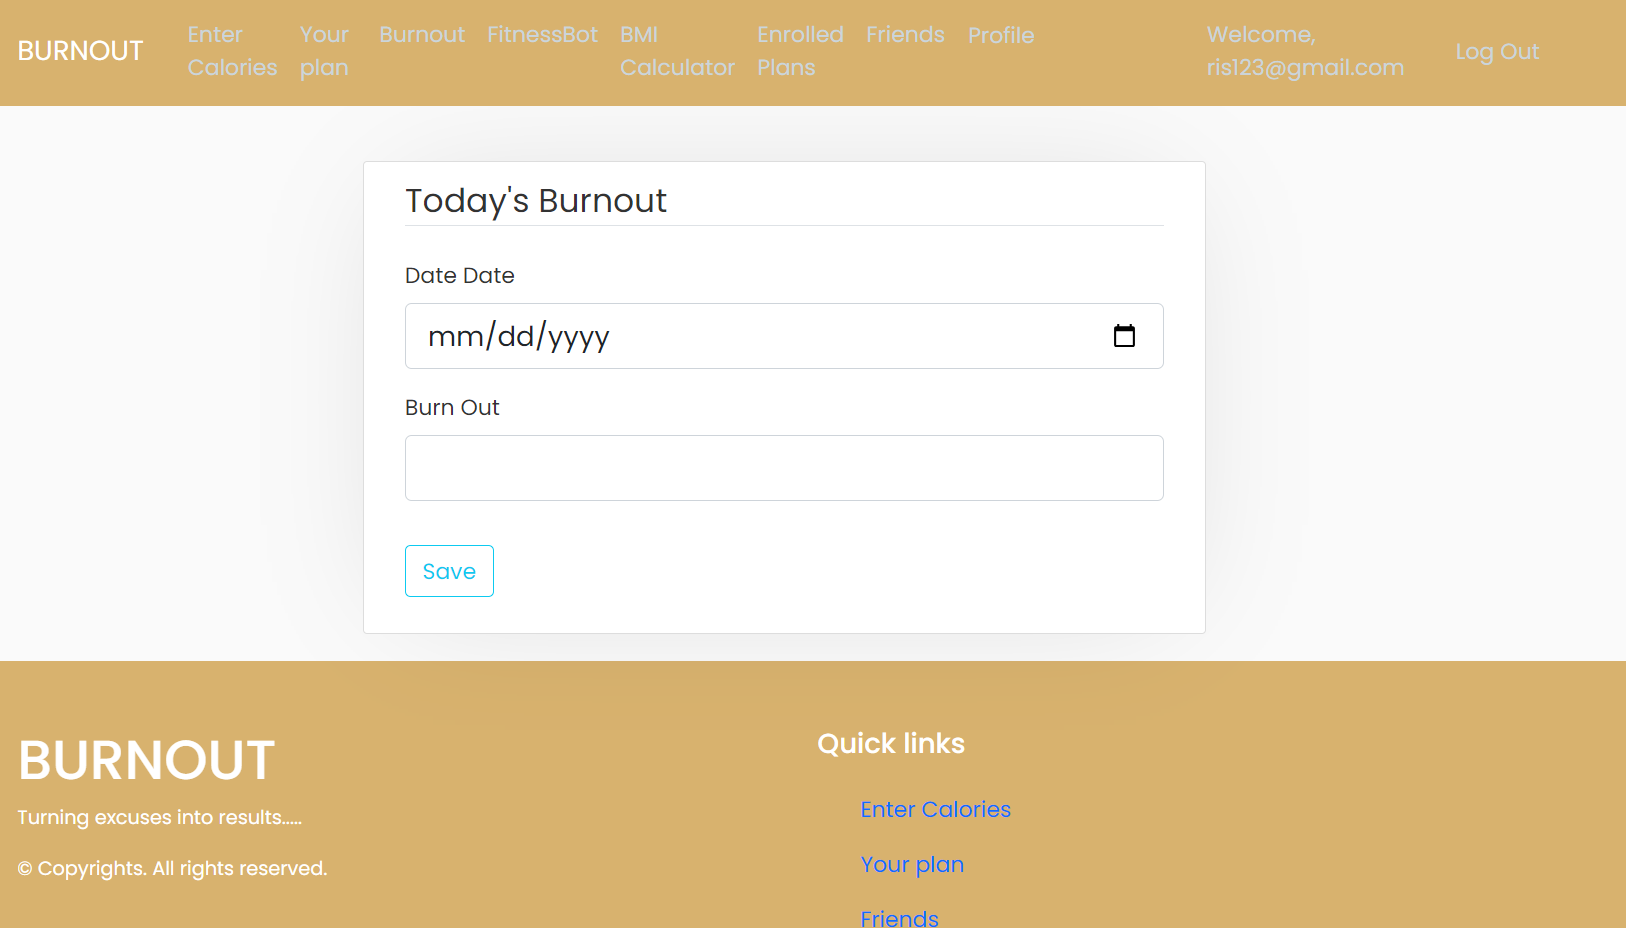 BURNOUT
Enter Calories
Your plan
Burnout
FitnessBot
BMI Calculator
Enrolled Plans
Friends
Profile
Welcome, ris123@gmail.com
Log Out
Today's Burnout
Date Date
mm/dd/yyyy
Burn Out
Save
BURNOUT
Turning excuses into results.....
© Copyrights. All rights reserved.
Quick links
Enter Calories
Your plan
Friends